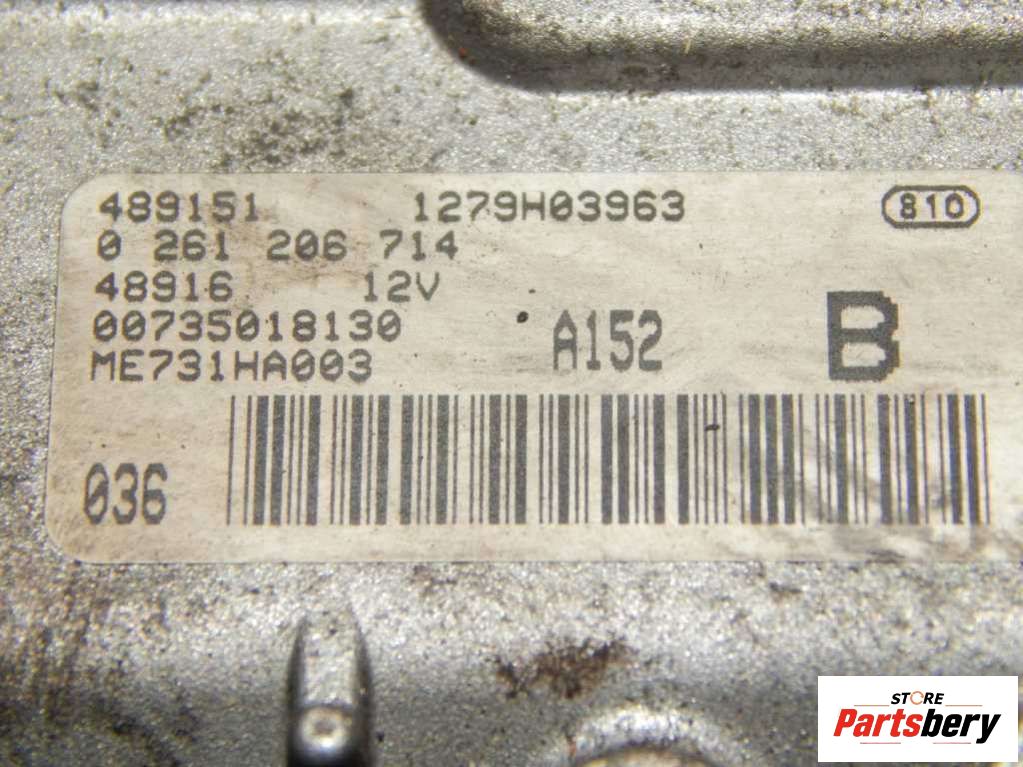 489151 1279H03963 810
0 261 206 714
48916 12V
00735018130 A152 B
ME731HA003
036
STORE
Partsbery